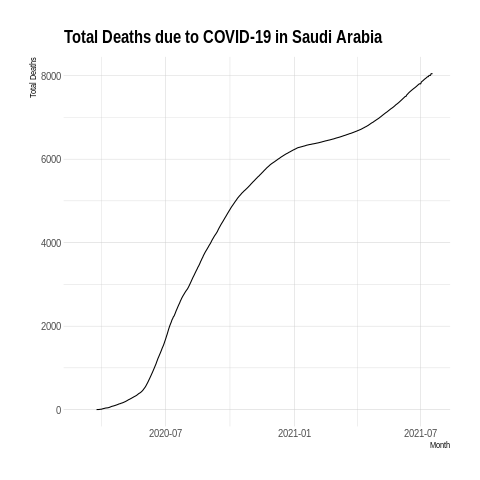 Total Deaths due to COVID-19 in Saudi Arabia
Total Deaths
8000
6000
4000
2000
0
2020-07
2021-01
2021-07
Month